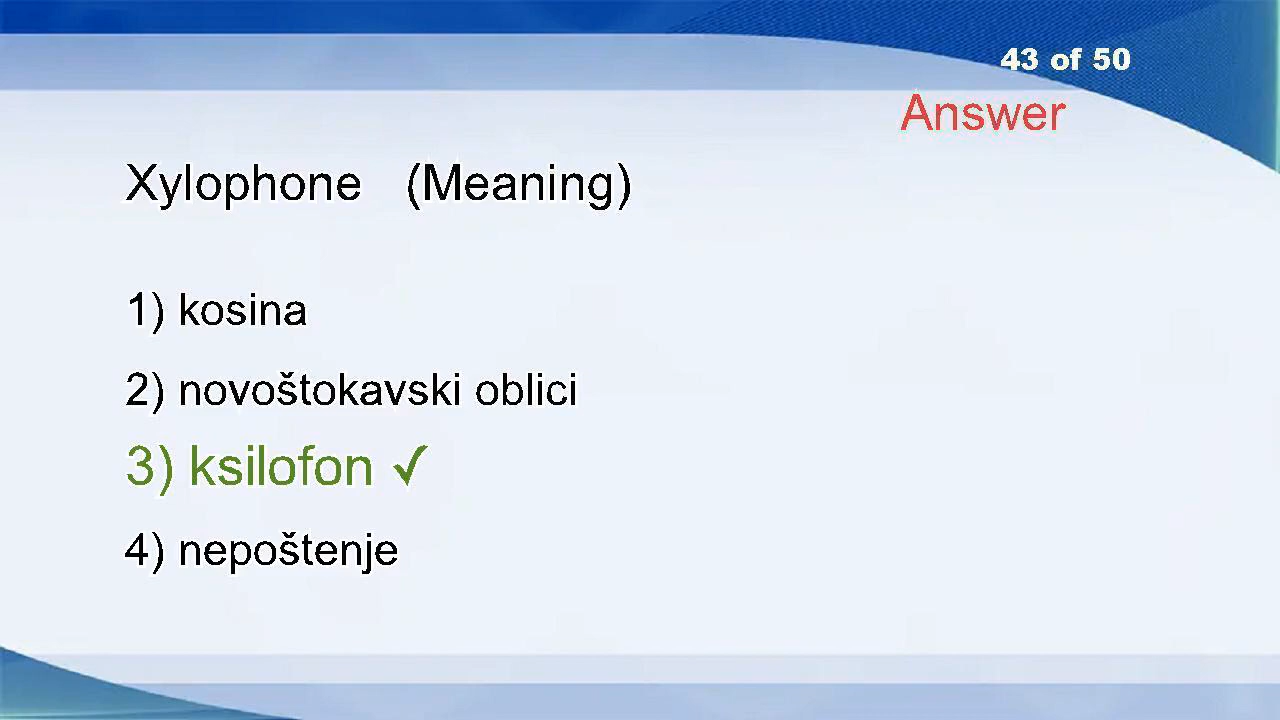 43 of 50
Answer
Xylophone (Meaning)
1) kosina
2) novoštokavski oblici
3) ksilofon ✓
4) nepoštenje